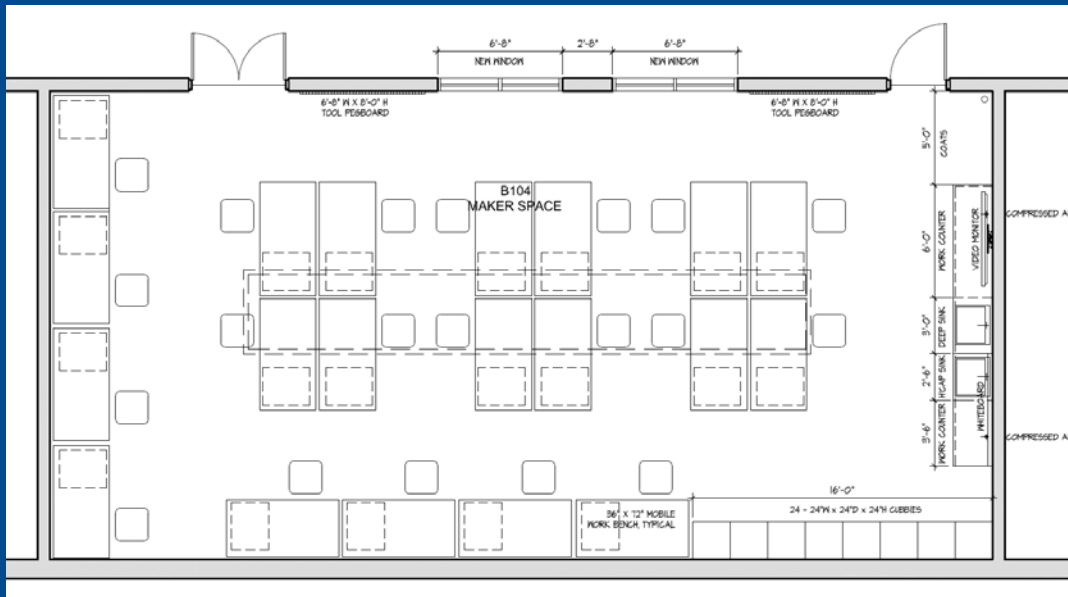 6'-8" 2'-8" 6'-8"
NEW WINDOW NEW WINDOW
6'-8" W X 8'-0" H
TOOL PEGBOARD
6'-8" W X 8'-0" H
TOOL PEGBOARD
5'-0" COATS
B104
MAKER SPACE
COMPRESSED A
6'-0" WORK COUNTER VIDEO MONITOR
3'-0" DEEP SINK
2'-6" H'CAP SINK
WHITEBOARD
3'-6" WORK COUNTER
COMPRESSED A
16'-0"
24 - 24"W x 24"D x 24"H CUBBIES
36" X 72" MOBILE
WORK BENCH, TYPICAL